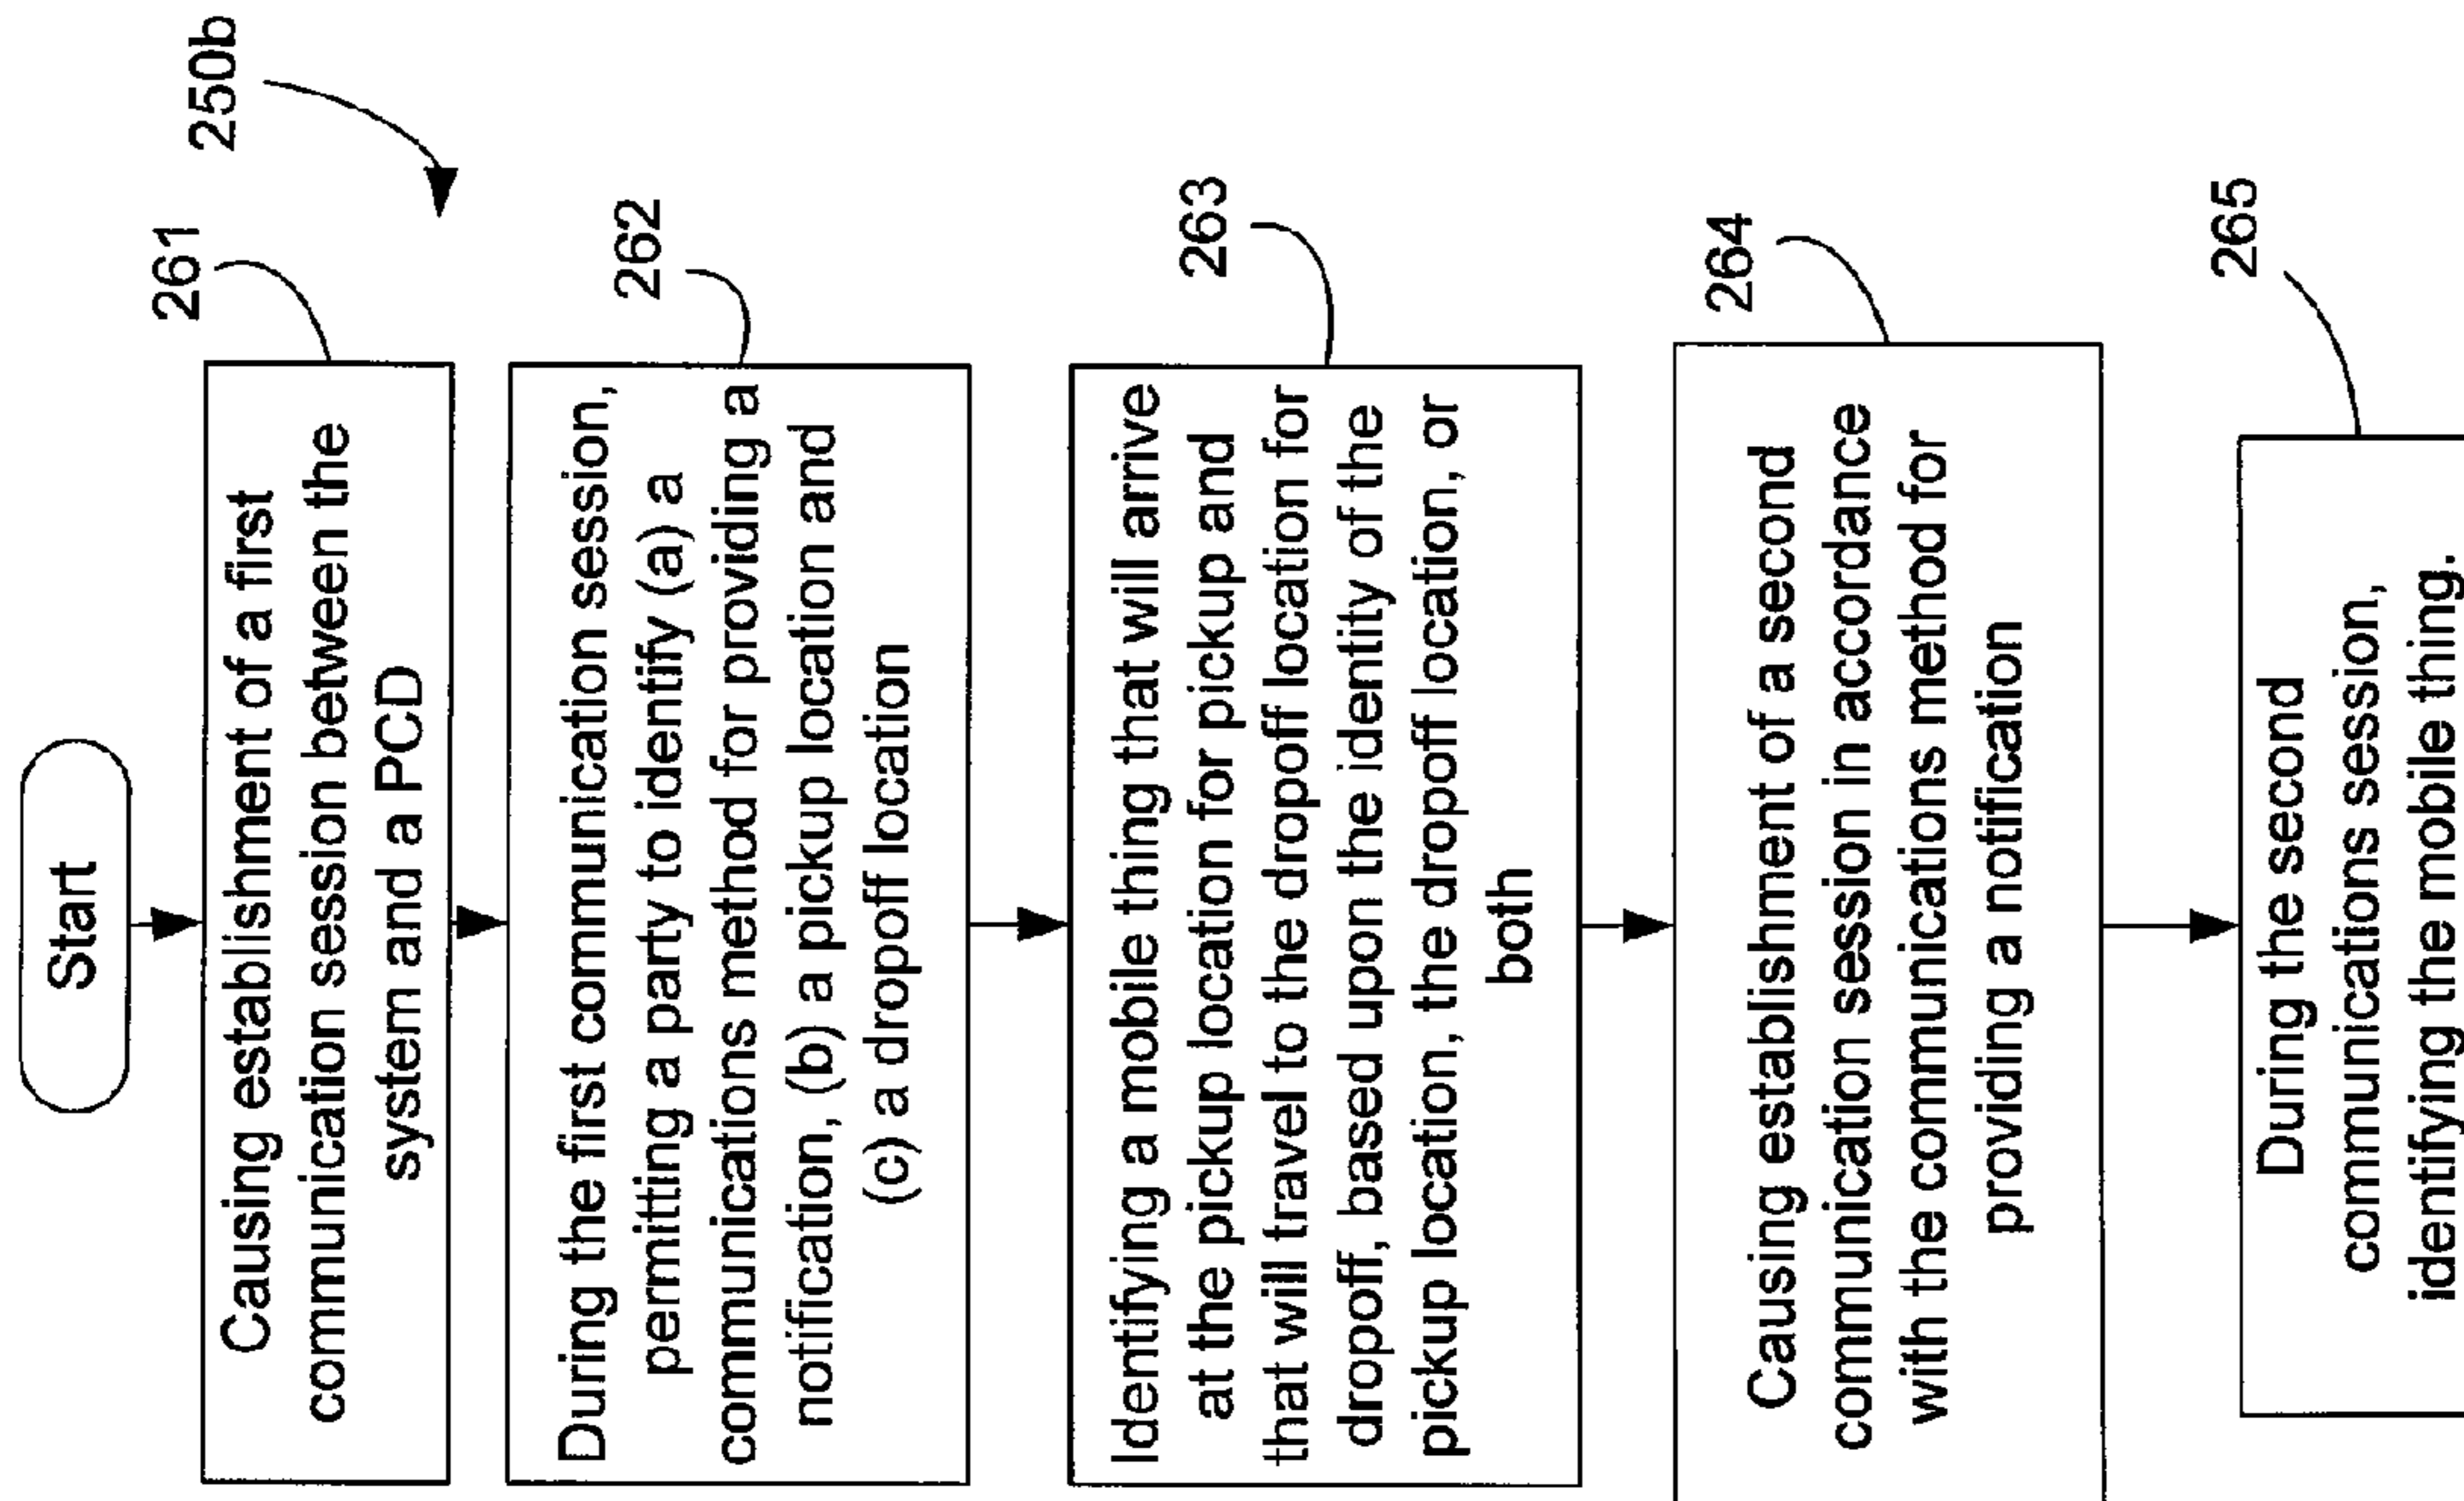 250b
Start
261
Causing establishment of a first
communication session between the
system and a PCD
262
During the first communication session,
permitting a party to identify (a) a
communications method for providing a
notification, (b) a pickup location and
(c) a dropoff location
263
Identifying a mobile thing that will arrive
at the pickup location for pickup and
that will travel to the dropoff location for
dropoff, based upon the identity of the
pickup location, the dropoff location, or
both
264
Causing establishment of a second
communication session in accordance
with the communications method for
providing a notification
265
During the second
communications session,
identifying the mobile thing.